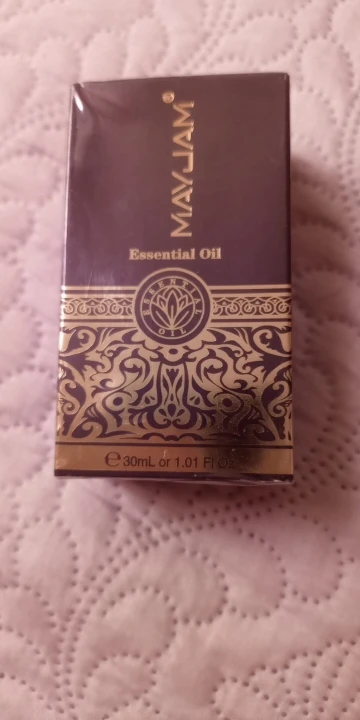 MAYJAM®
Essential Oil
ESSENTIAL
OIL
℮ 30mL or 1.01 Fl Oz